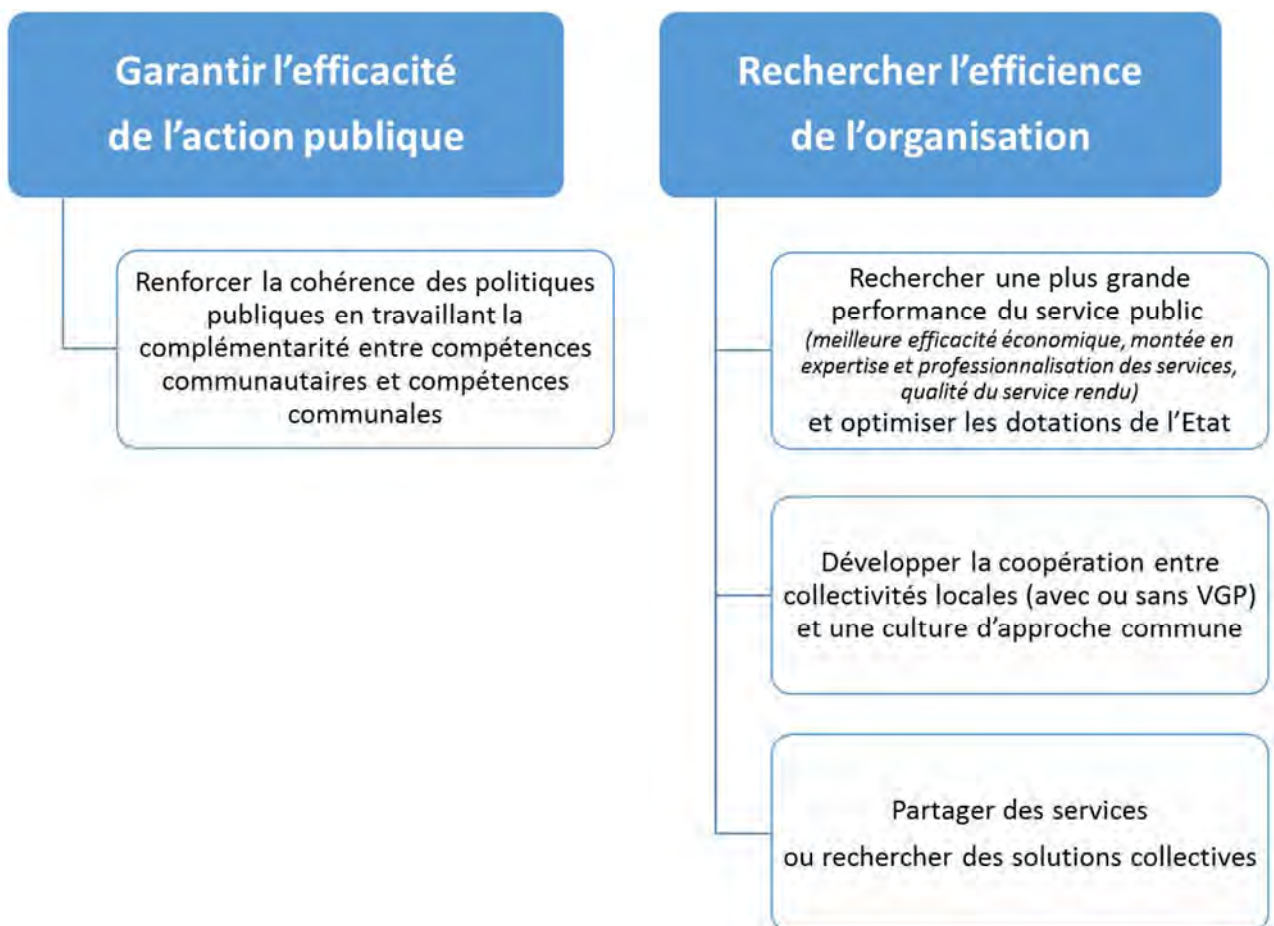 Garantir l'efficacité
de l'action publique
Renforcer la cohérence des politiques
publiques en travaillant la
complémentarité entre compétences
communautaires et compétences
communales
Rechercher l'efficience
de l'organisation
Rechercher une plus grande
performance du service public
(meilleure efficacité économique, montée en
expertise et professionnalisation des services,
qualité du service rendu)
et optimiser les dotations de l'Etat
Développer la coopération entre
collectivités locales (avec ou sans VGP)
et une culture d'approche commune
Partager des services
ou rechercher des solutions collectives